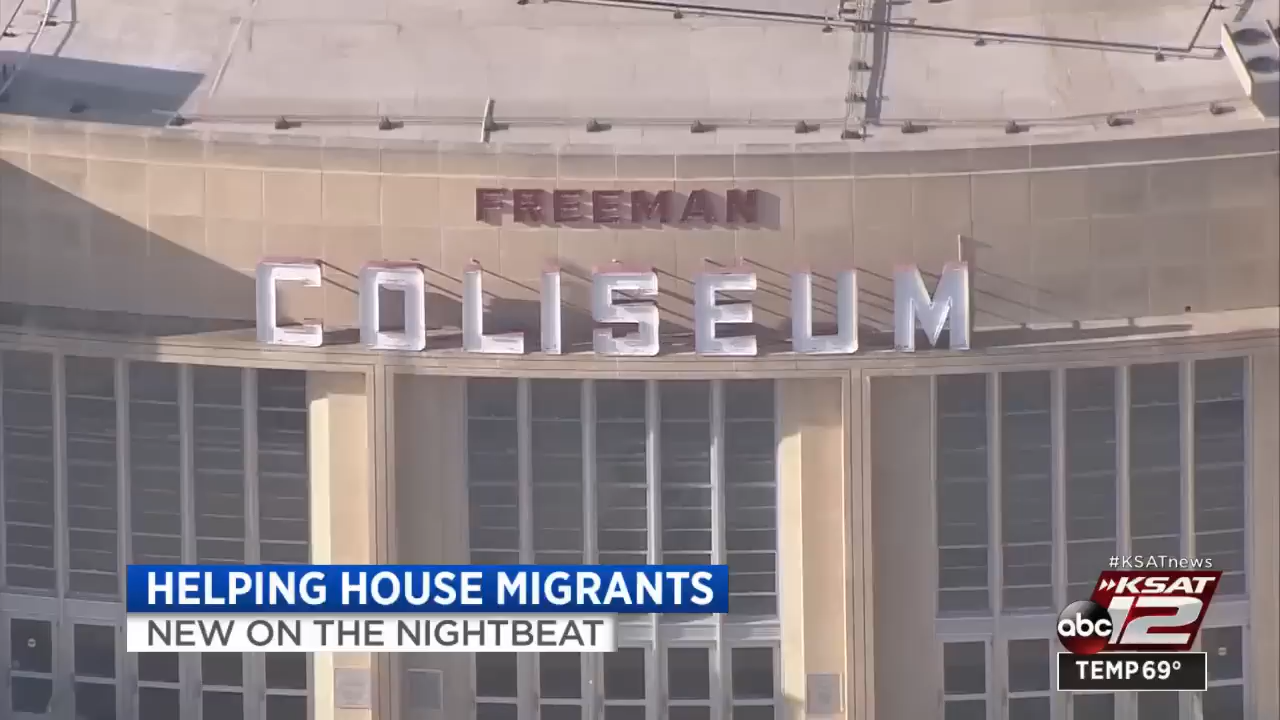 FREEMAN
COLISEUM
HELPING HOUSE MIGRANTS
NEW ON THE NIGHTBEAT
#KSATnews
KSAT
abc 12
TEMP 69°